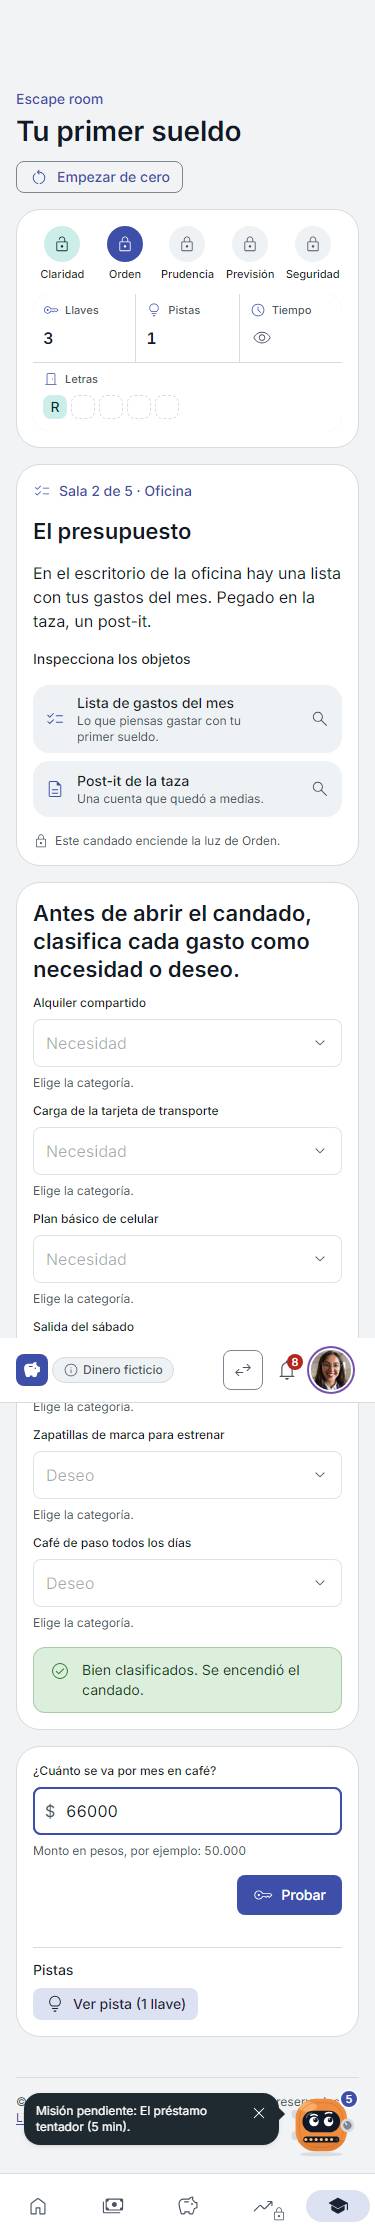 Escape room
Tu primer sueldo
Empezar de cero
Claridad
Orden
Prudencia
Previsión
Seguridad
Llaves
Pistas
Tiempo
3
1
Letras
R
Sala 2 de 5 · Oficina
El presupuesto
En el escritorio de la oficina hay una lista
con tus gastos del mes. Pegado en la
taza, un post-it.
Inspecciona los objetos
Lista de gastos del mes
Lo que piensas gastar con tu
primer sueldo.
Post-it de la taza
Una cuenta que quedó a medias.
Este candado enciende la luz de Orden.
Antes de abrir el candado,
clasifica cada gasto como
necesidad o deseo.
Alquiler compartido
Necesidad
Elige la categoría.
Carga de la tarjeta de transporte
Necesidad
Elige la categoría.
Plan básico de celular
Necesidad
Elige la categoría.
Salida del sábado
Dinero ficticio
8
Elige la categoría.
Zapatillas de marca para estrenar
Deseo
Elige la categoría.
Café de paso todos los días
Deseo
Elige la categoría.
Bien clasificados. Se encendió el
candado.
¿Cuánto se va por mes en café?
$ 66000
Monto en pesos, por ejemplo: 50.000
Probar
Pistas
Ver pista (1 llave)
©
Misión pendiente: El préstamo
tentador (5 min).
5